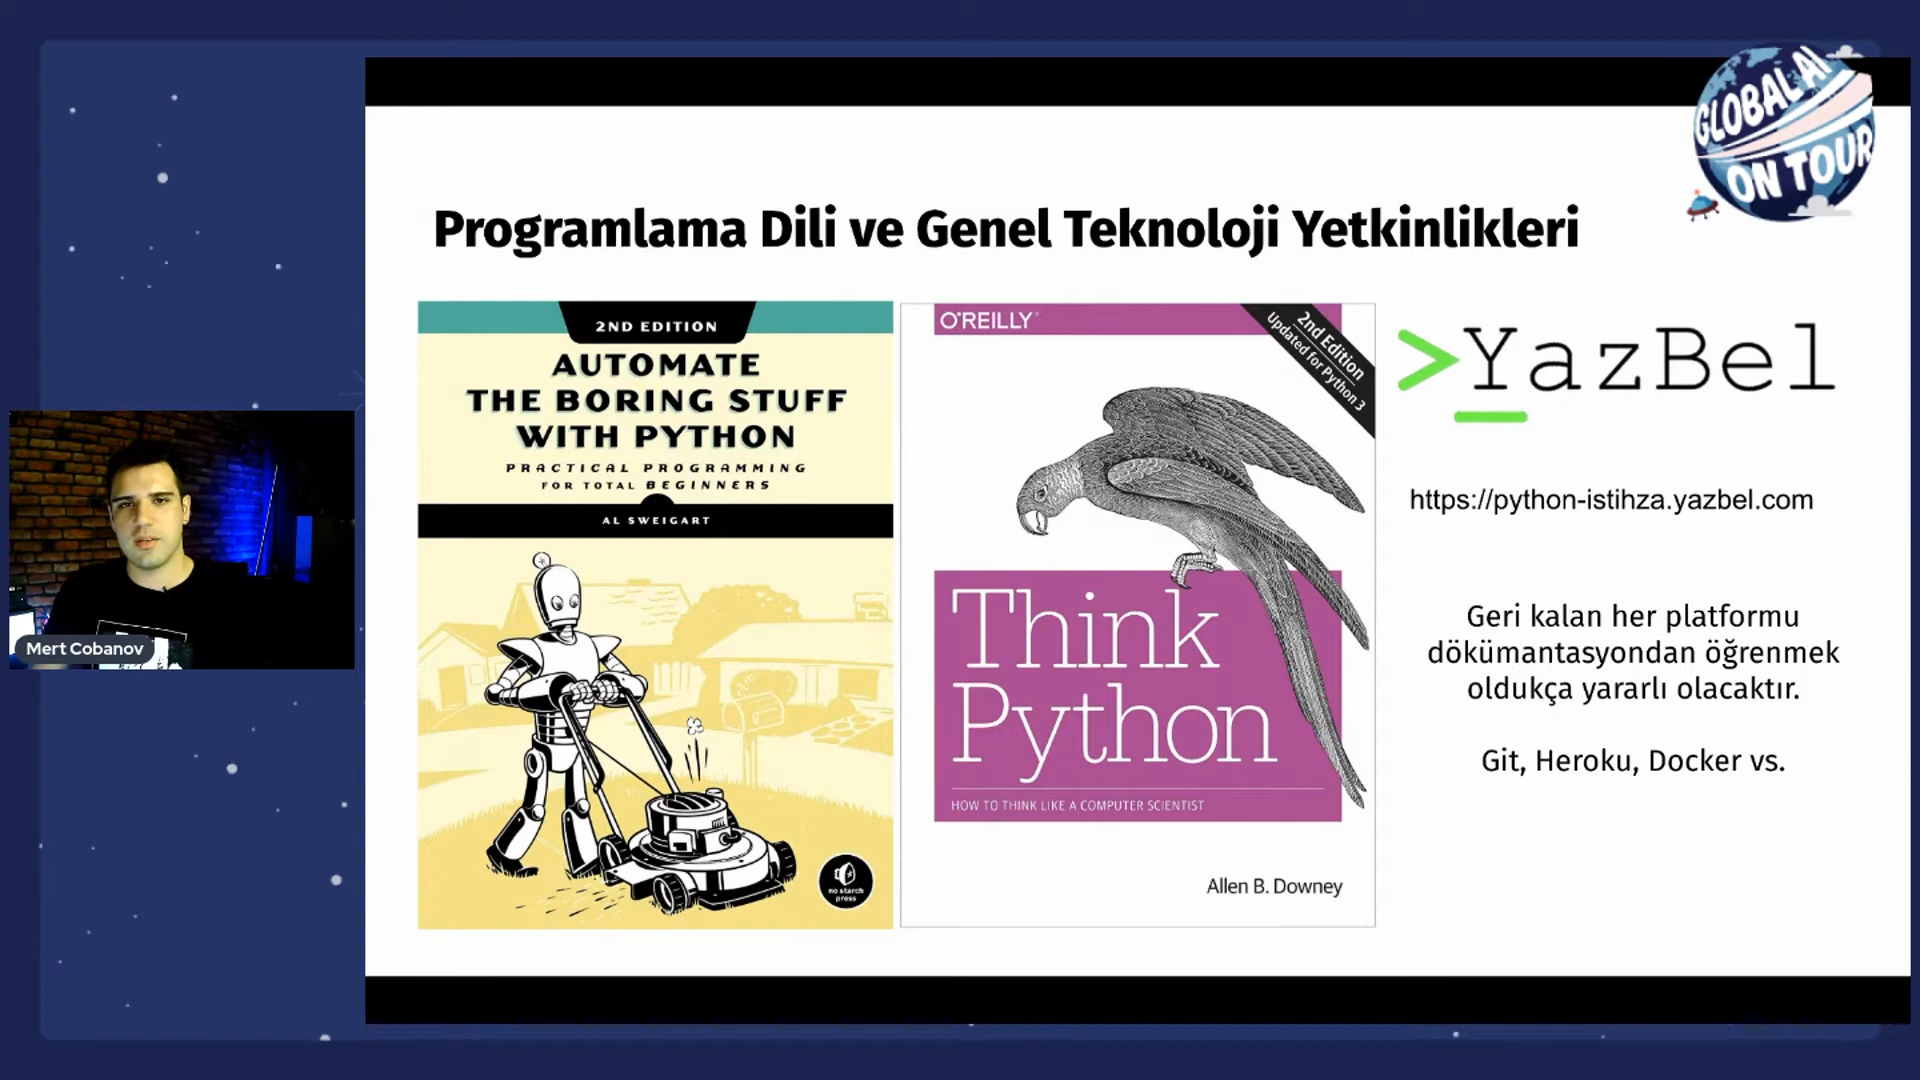 GLOBAL AI
ON TOUR
Programlama Dili ve Genel Teknoloji Yetkinlikleri
2ND EDITION
AUTOMATE
THE BORING STUFF
WITH PYTHON
PRACTICAL PROGRAMMING
FOR TOTAL BEGINNERS
AL SWEIGART
no starch
press
O'REILLY®
2nd Edition
Updated for Python 3
Think
Python
HOW TO THINK LIKE A COMPUTER SCIENTIST
Allen B. Downey
>YazBel
https://python-istihza.yazbel.com
Geri kalan her platformu
dökümantasyondan öğrenmek
oldukça yararlı olacaktır.
Git, Heroku, Docker vs.
Mert Cobanov